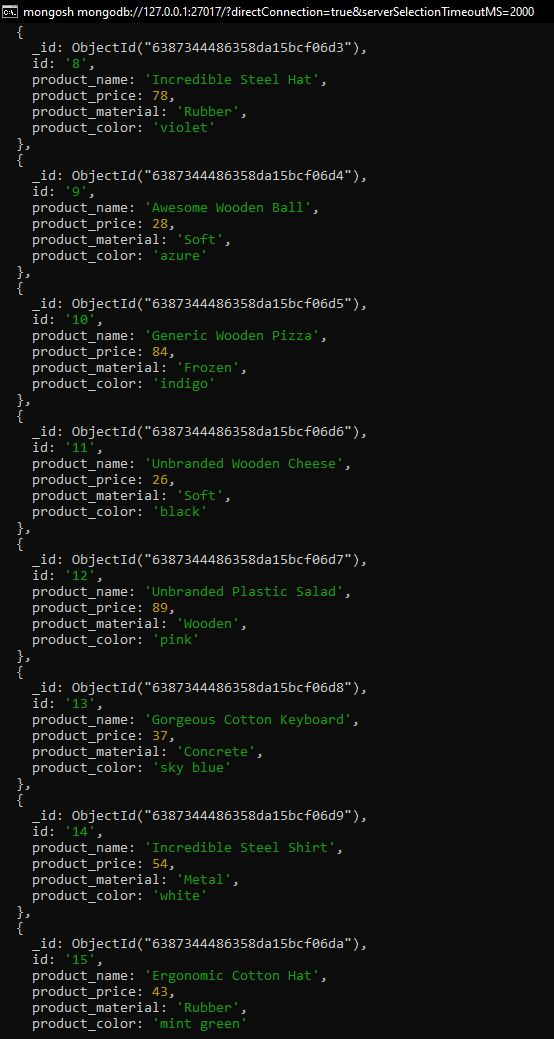 mongosh mongodb://127.0.0.1:27017/?directConnection=true&serverSelectionTimeoutMS=2000
{
_id: ObjectId("6387344486358da15bcf06d3"),
id: '8',
product_name: 'Incredible Steel Hat',
product_price: 78,
product_material: 'Rubber',
product_color: 'violet'
},
{
_id: ObjectId("6387344486358da15bcf06d4"),
id: '9',
product_name: 'Awesome Wooden Ball',
product_price: 28,
product_material: 'Soft',
product_color: 'azure'
},
{
_id: ObjectId("6387344486358da15bcf06d5"),
id: '10',
product_name: 'Generic Wooden Pizza',
product_price: 84,
product_material: 'Frozen',
product_color: 'indigo'
},
{
_id: ObjectId("6387344486358da15bcf06d6"),
id: '11',
product_name: 'Unbranded Wooden Cheese',
product_price: 26,
product_material: 'Soft',
product_color: 'black'
},
{
_id: ObjectId("6387344486358da15bcf06d7"),
id: '12',
product_name: 'Unbranded Plastic Salad',
product_price: 89,
product_material: 'Wooden',
product_color: 'pink'
},
{
_id: ObjectId("6387344486358da15bcf06d8"),
id: '13',
product_name: 'Gorgeous Cotton Keyboard',
product_price: 37,
product_material: 'Concrete',
product_color: 'sky blue'
},
{
_id: ObjectId("6387344486358da15bcf06d9"),
id: '14',
product_name: 'Incredible Steel Shirt',
product_price: 54,
product_material: 'Metal',
product_color: 'white'
},
{
_id: ObjectId("6387344486358da15bcf06da"),
id: '15',
product_name: 'Ergonomic Cotton Hat',
product_price: 43,
product_material: 'Rubber',
product_color: 'mint green'